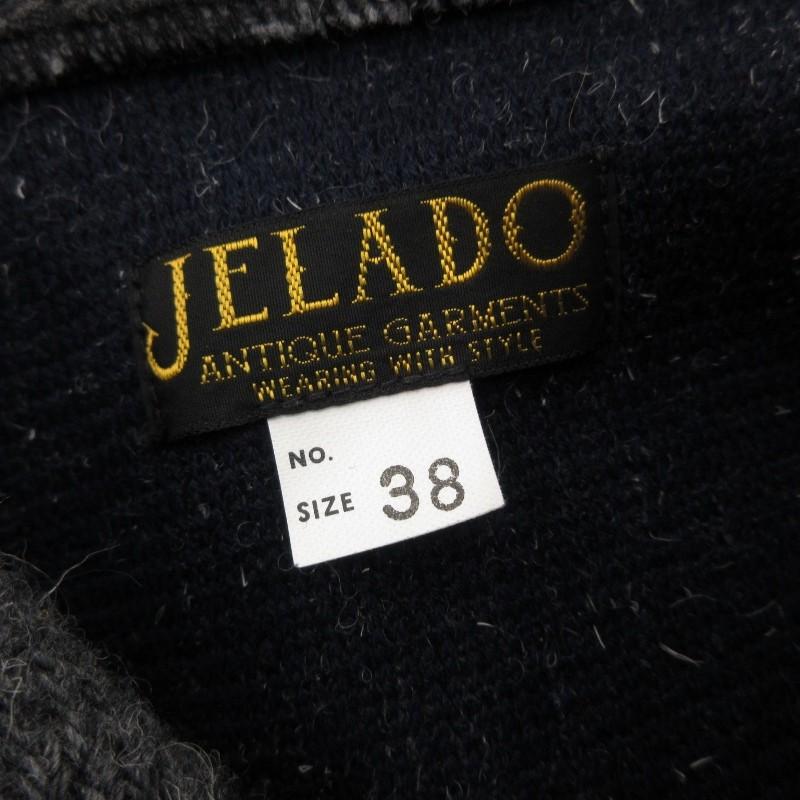 JELADO
ANTIQUE GARMENTS
WEARING WITH STYLE
NO.
SIZE 38